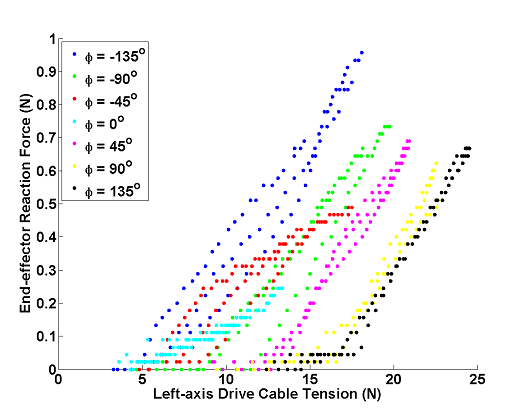 1
0.9
0.8
0.7
0.6
0.5
0.4
0.3
0.2
0.1
0
End-effector Reaction Force (N)
ϕ = -135°
ϕ = -90°
ϕ = -45°
ϕ = 0°
ϕ = 45°
ϕ = 90°
ϕ = 135°
0 5 10 15 20 25
Left-axis Drive Cable Tension (N)